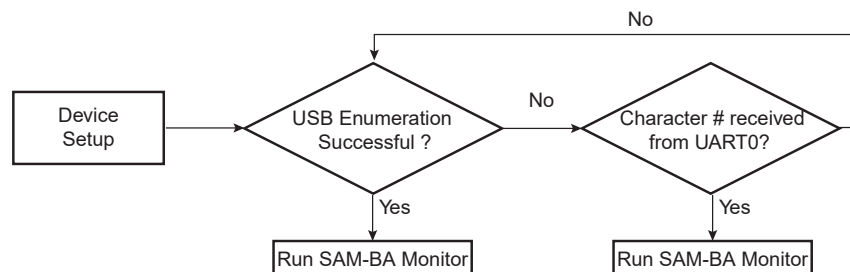 No
Device
Setup
USB Enumeration
Successful ?
No
Character # received
from UART0?
Yes
Yes
Run SAM-BA Monitor
Run SAM-BA Monitor